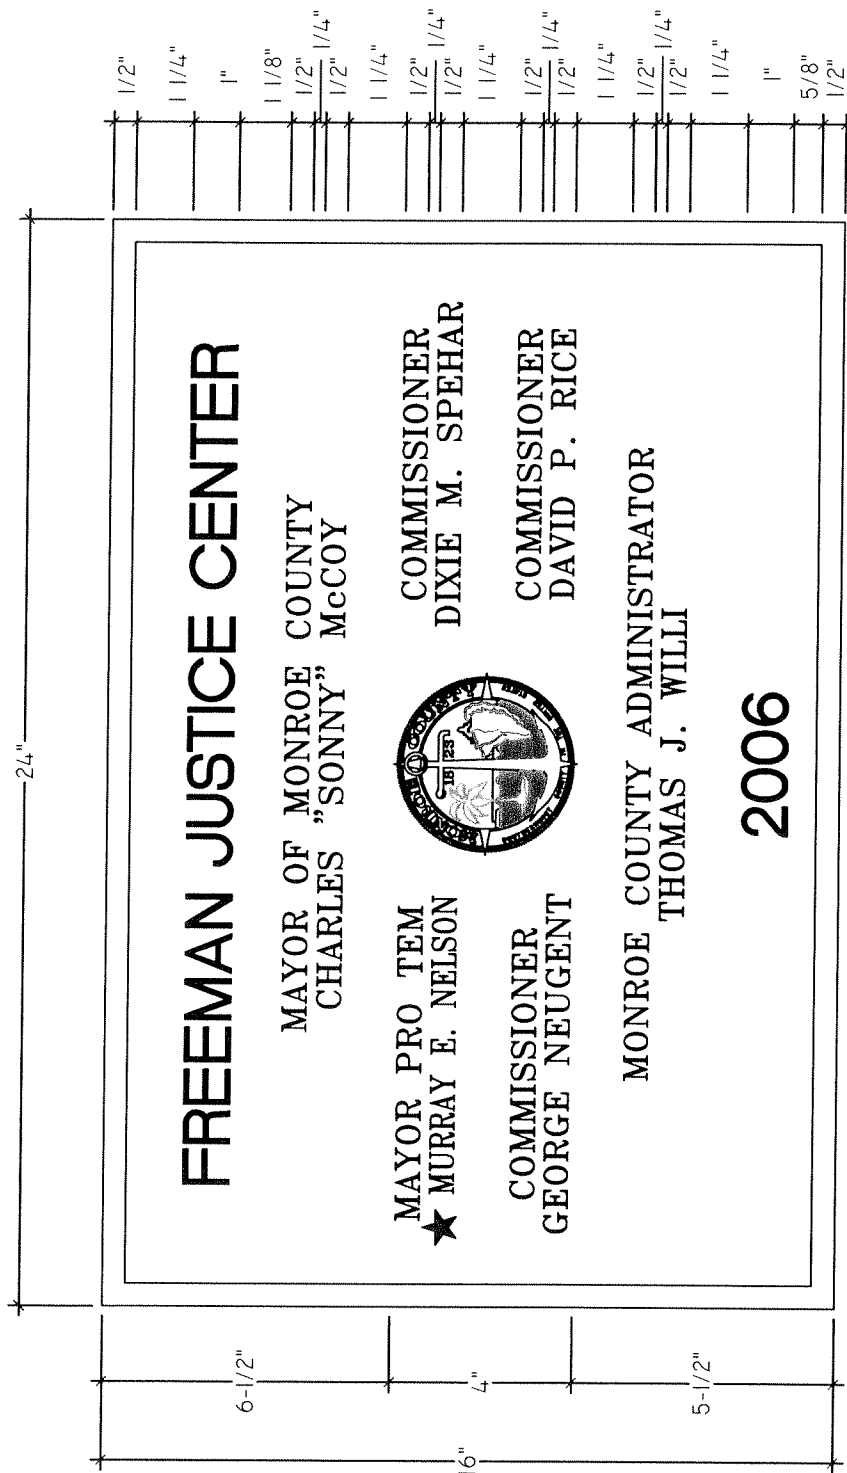 24"
FREEMAN JUSTICE CENTER
MAYOR OF MONROE COUNTY
CHARLES "SONNY" McCOY
MAYOR PRO TEM
★ MURRAY E. NELSON
COMMISSIONER
DIXIE M. SPEHAR
MONROE COUNTY
1823
COMMISSIONER
GEORGE NEUGENT
COMMISSIONER
DAVID P. RICE
MONROE COUNTY ADMINISTRATOR
THOMAS J. WILLI
2006
16"
6-1/2"
4"
5-1/2"
1/2"
1 1/4"
1"
1 1/8"
1/2"
1/4"
1/2"
1 1/4"
1/2"
1/4"
1/2"
1 1/4"
1/2"
1/4"
1/2"
1 1/4"
1/2"
1/4"
1/2"
1 1/4"
1"
5/8"
1/2"